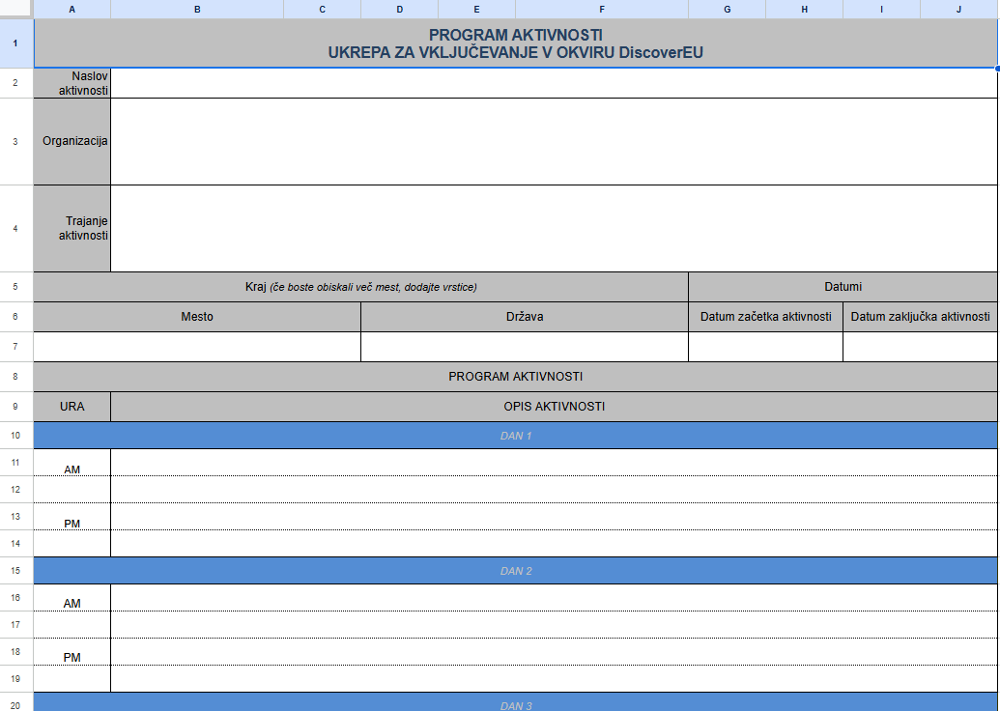 A B C D E F G H I J
1 PROGRAM AKTIVNOSTI
UKREPA ZA VKLJUČEVANJE V OKVIRU DiscoverEU
2 Naslov
aktivnosti
3 Organizacija
4 Trajanje
aktivnosti
5 Kraj (če boste obiskali več mest, dodajte vrstice) Datumi
6 Mesto Država Datum začetka aktivnosti Datum zaključka aktivnosti
7
8 PROGRAM AKTIVNOSTI
9 URA OPIS AKTIVNOSTI
10 DAN 1
11 AM
12
13 PM
14
15 DAN 2
16 AM
17
18 PM
19
20 DAN 3